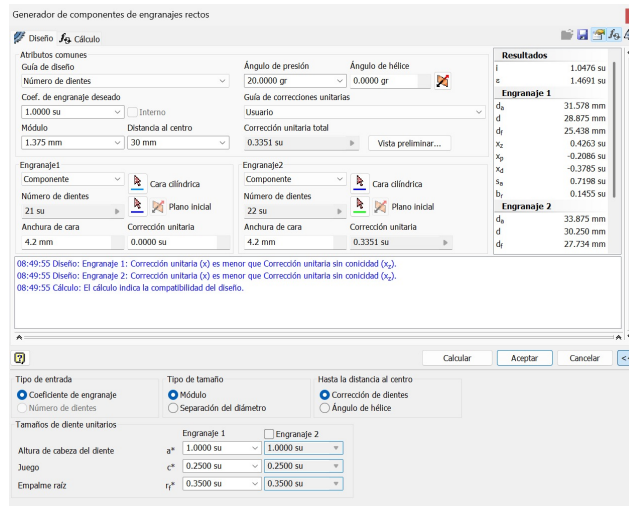 Generador de componentes de engranajes rectos
Diseño Cálculo
Atributos comunes
Guía de diseño
Número de dientes
Ángulo de presión Ángulo de hélice
20.0000 gr 0.0000 gr
Coef. de engranaje deseado
1.0000 su Interno
Guía de correcciones unitarias
Usuario
Módulo Distancia al centro
1.375 mm 30 mm
Corrección unitaria total
0.3351 su Vista preliminar...
Engranaje1
Componente Cara cilíndrica
Número de dientes
21 su Plano inicial
Anchura de cara Corrección unitaria
4.2 mm 0.0000 su
Engranaje2
Componente Cara cilíndrica
Número de dientes
22 su Plano inicial
Anchura de cara Corrección unitaria
4.2 mm 0.3351 su
Resultados
i 1.0476 su
ε 1.4691 su
Engranaje 1
da 31.578 mm
d 28.875 mm
df 25.438 mm
xz 0.4263 su
xp -0.2086 su
xd -0.3785 su
sa 0.7198 su
br 0.1455 su
Engranaje 2
da 33.875 mm
d 30.250 mm
df 27.734 mm
08:49:55 Diseño: Engranaje 1: Corrección unitaria (x) es menor que Corrección unitaria sin conicidad (xz).
08:49:55 Diseño: Engranaje 2: Corrección unitaria (x) es menor que Corrección unitaria sin conicidad (xz).
08:49:55 Cálculo: El cálculo indica la compatibilidad del diseño.
Calcular Aceptar Cancelar <<
Tipo de entrada
Coeficiente de engranaje
Número de dientes
Tipo de tamaño
Módulo
Separación del diámetro
Hasta la distancia al centro
Corrección de dientes
Ángulo de hélice
Tamaños de diente unitarios
Engranaje 1 Engranaje 2
Altura de cabeza del diente a* 1.0000 su 1.0000 su
Juego c* 0.2500 su 0.2500 su
Empalme raíz rf* 0.3500 su 0.3500 su